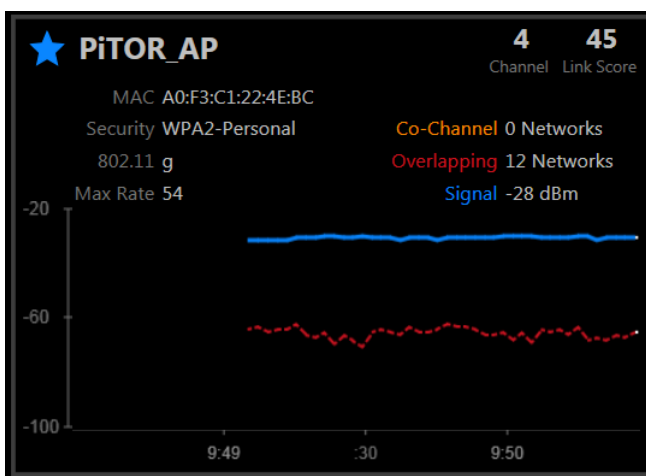 PiTOR_AP 4 45
Channel Link Score
MAC A0:F3:C1:22:4E:BC
Security WPA2-Personal Co-Channel 0 Networks
802.11 g Overlapping 12 Networks
Max Rate 54 Signal -28 dBm
-20
-60
-100
9:49 :30 9:50